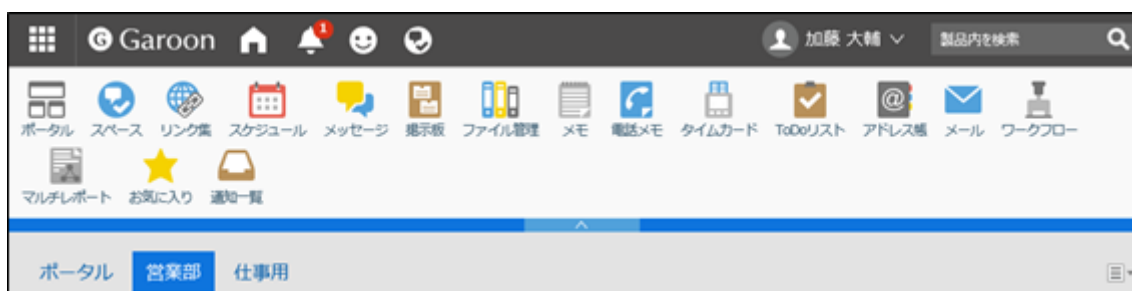 G Garoon 1 加藤 大輔 製品内を検索
ポータル スペース リンク集 スケジュール メッセージ 掲示板 ファイル管理 メモ 電話メモ タイムカード ToDoリスト アドレス帳 メール ワークフロー
マルチレポート お気に入り 通知一覧
ポータル 営業部 仕事用